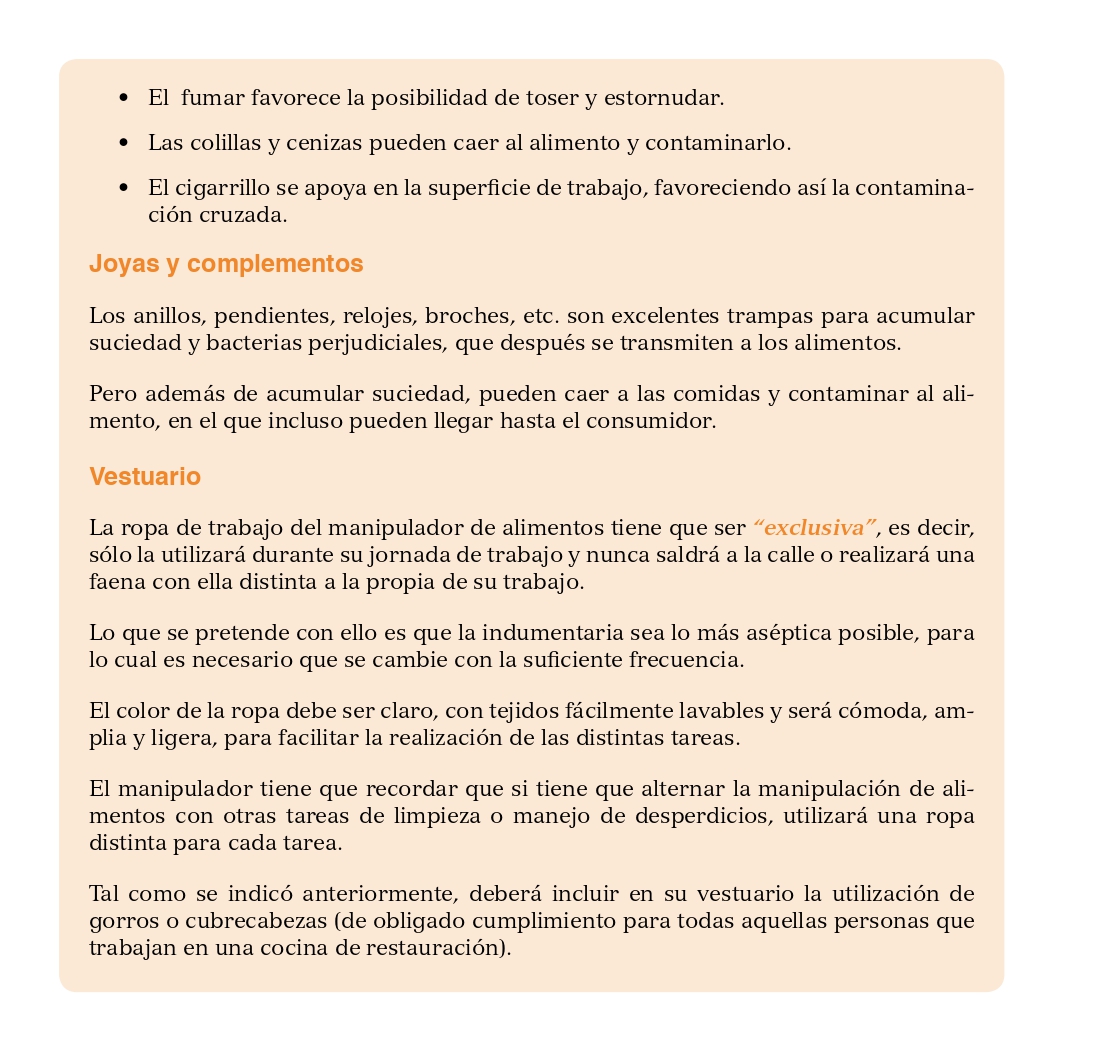 • El  fumar favorece la posibilidad de toser y estornudar.
• Las colillas y cenizas pueden caer al alimento y contaminarlo.
• El cigarrillo se apoya en la superficie de trabajo, favoreciendo así la contamina-
ción cruzada.
Joyas y complementos
Los anillos, pendientes, relojes, broches, etc. son excelentes trampas para acumular
suciedad y bacterias perjudiciales, que después se transmiten a los alimentos.
Pero además de acumular suciedad, pueden caer a las comidas y contaminar al ali-
mento, en el que incluso pueden llegar hasta el consumidor.
Vestuario
La ropa de trabajo del manipulador de alimentos tiene que ser “exclusiva”, es decir,
sólo la utilizará durante su jornada de trabajo y nunca saldrá a la calle o realizará una
faena con ella distinta a la propia de su trabajo.
Lo que se pretende con ello es que la indumentaria sea lo más aséptica posible, para
lo cual es necesario que se cambie con la suficiente frecuencia.
El color de la ropa debe ser claro, con tejidos fácilmente lavables y será cómoda, am-
plia y ligera, para facilitar la realización de las distintas tareas.
El manipulador tiene que recordar que si tiene que alternar la manipulación de ali-
mentos con otras tareas de limpieza o manejo de desperdicios, utilizará una ropa
distinta para cada tarea.
Tal como se indicó anteriormente, deberá incluir en su vestuario la utilización de
gorros o cubrecabezas (de obligado cumplimiento para todas aquellas personas que
trabajan en una cocina de restauración).